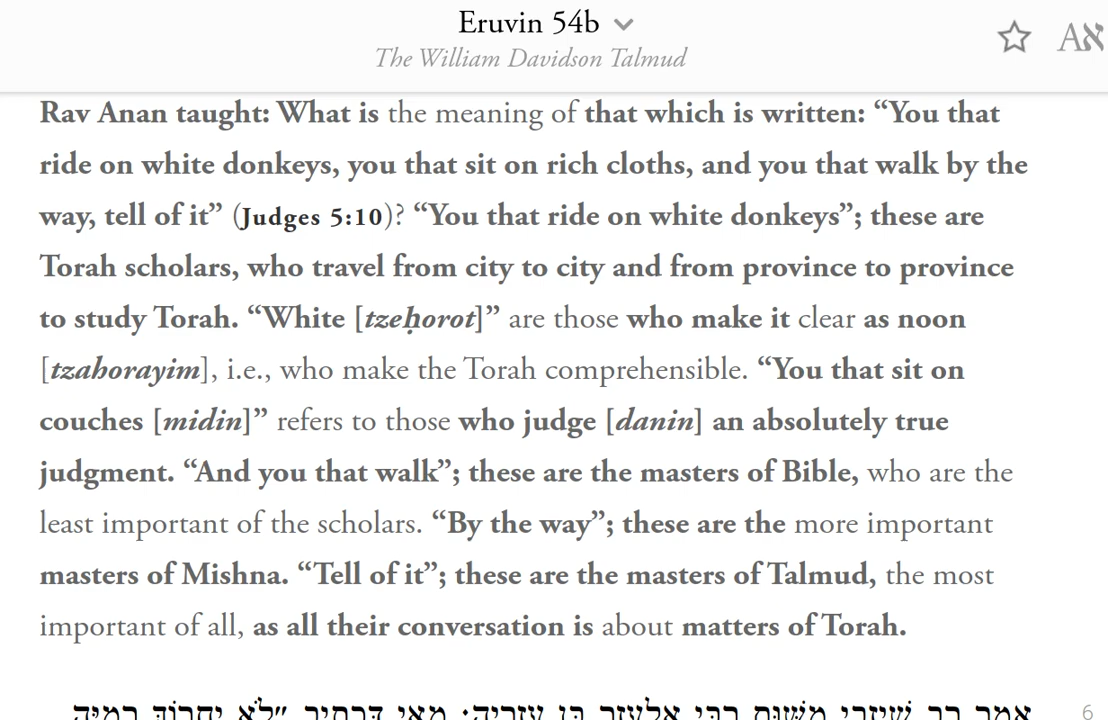 Eruvin 54b
The William Davidson Talmud
Aא
Rav Anan taught: What is the meaning of that which is written: “You that
ride on white donkeys, you that sit on rich cloths, and you that walk by the
way, tell of it” (Judges 5:10)? “You that ride on white donkeys”; these are
Torah scholars, who travel from city to city and from province to province
to study Torah. “White [tzeḥorot]” are those who make it clear as noon
[tzahorayim], i.e., who make the Torah comprehensible. “You that sit on
couches [midin]” refers to those who judge [danin] an absolutely true
judgment. “And you that walk”; these are the masters of Bible, who are the
least important of the scholars. “By the way”; these are the more important
masters of Mishna. “Tell of it”; these are the masters of Talmud, the most
important of all, as all their conversation is about matters of Torah.
אָמַר רַב שֵׁיזְבִי מִשּׁוּם רַבִּי אֶלְעָזָר בֶּן עֲזַרְיָה: מַאי דִּכְתִיב ״לֹא יַחֲרוֹךְ רְמִיָּה
6